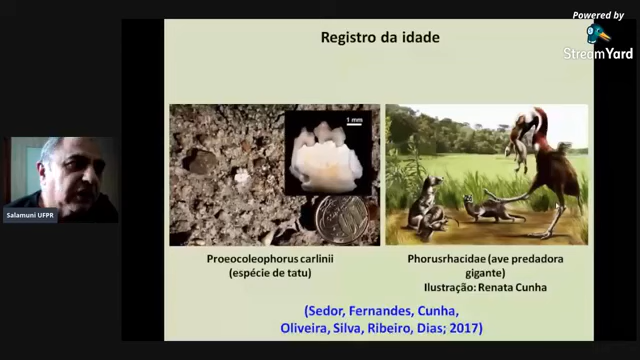 Powered by
StreamYard
Registro da idade
1 mm
Salamuni UFPR
Proeocoleophorus carlinii
(espécie de tatu)
Phorusrhacidae (ave predadora
gigante)
Ilustração: Renata Cunha
(Sedor, Fernandes, Cunha,
Oliveira, Silva, Ribeiro, Dias; 2017)